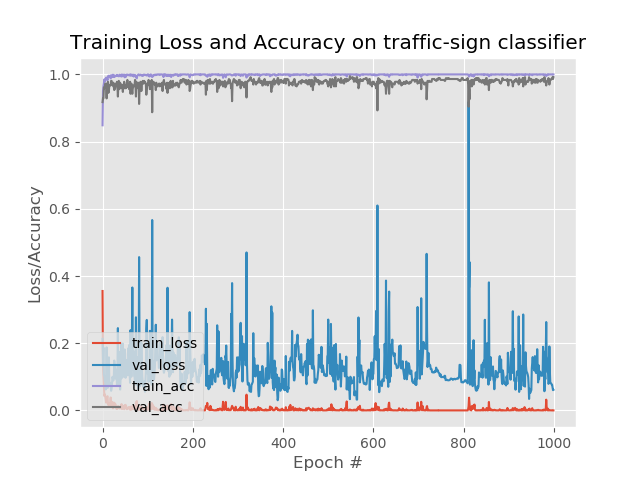 Training Loss and Accuracy on traffic-sign classifier
1.0
0.8
0.6
0.4
0.2
0.0
Loss/Accuracy
train_loss
val_loss
train_acc
val_acc
0 200 400 600 800 1000
Epoch #